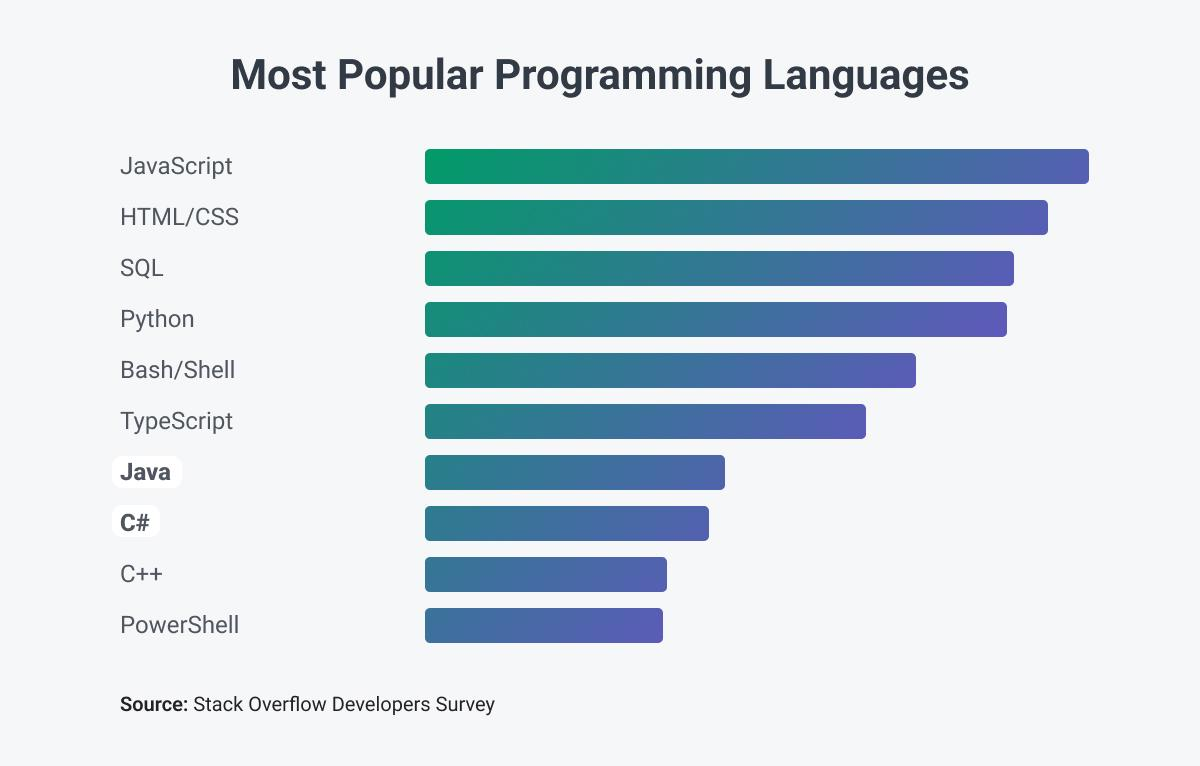 Most Popular Programming Languages
JavaScript
HTML/CSS
SQL
Python
Bash/Shell
TypeScript
Java
C#
C++
PowerShell
Source: Stack Overflow Developers Survey